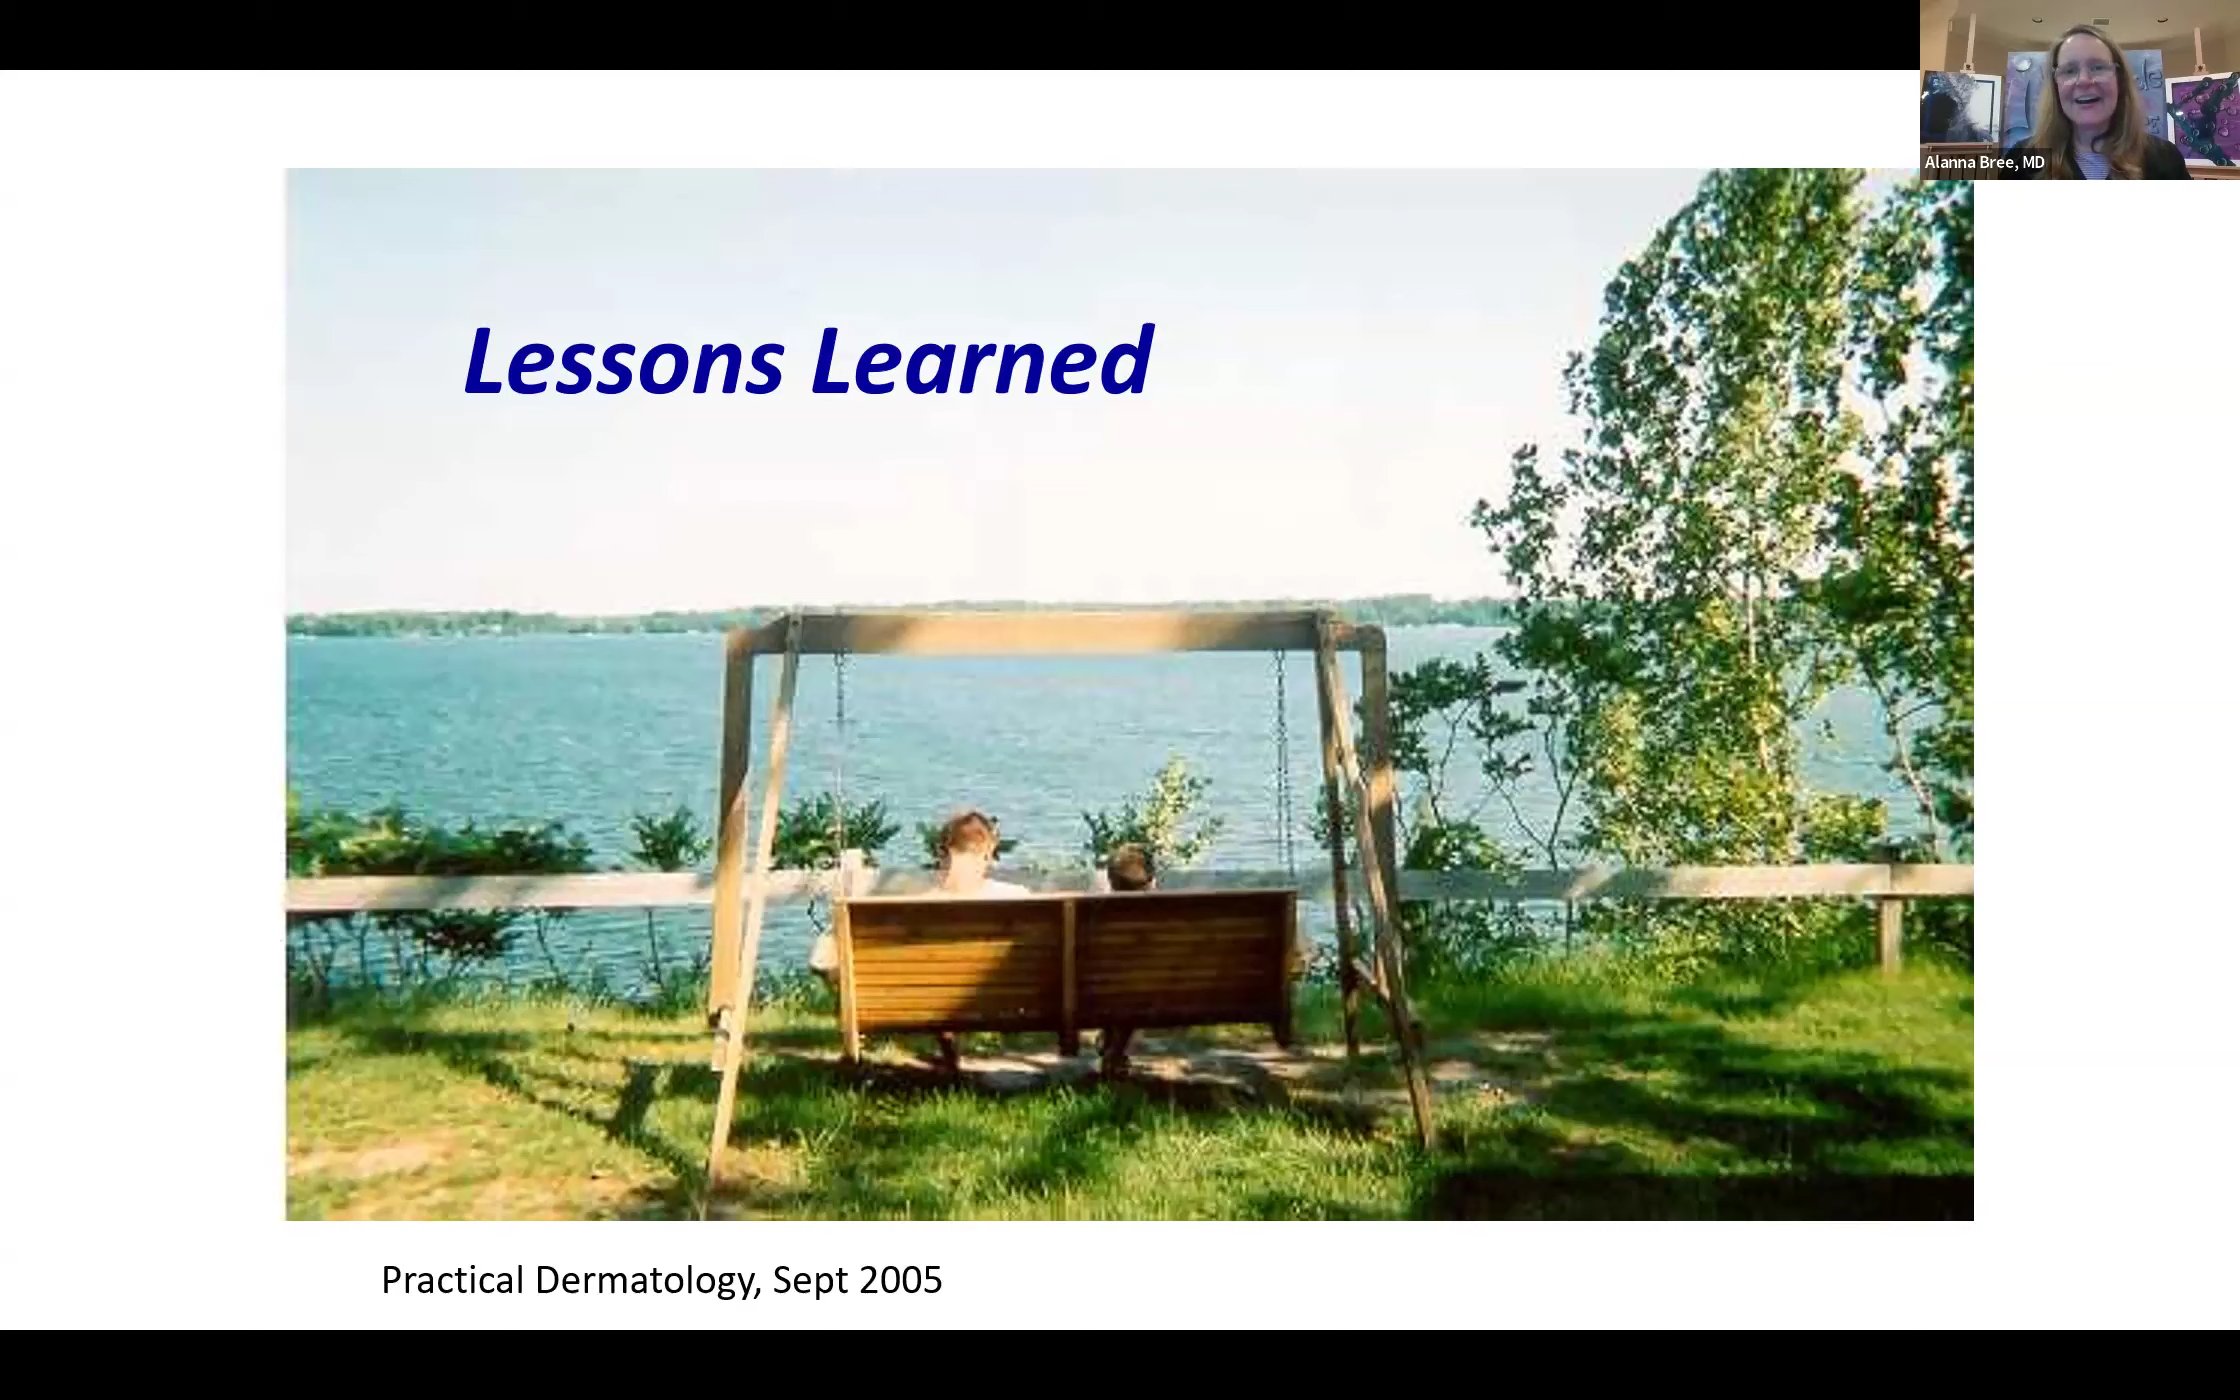 Alanna Bree, MD
Lessons Learned
Practical Dermatology, Sept 2005